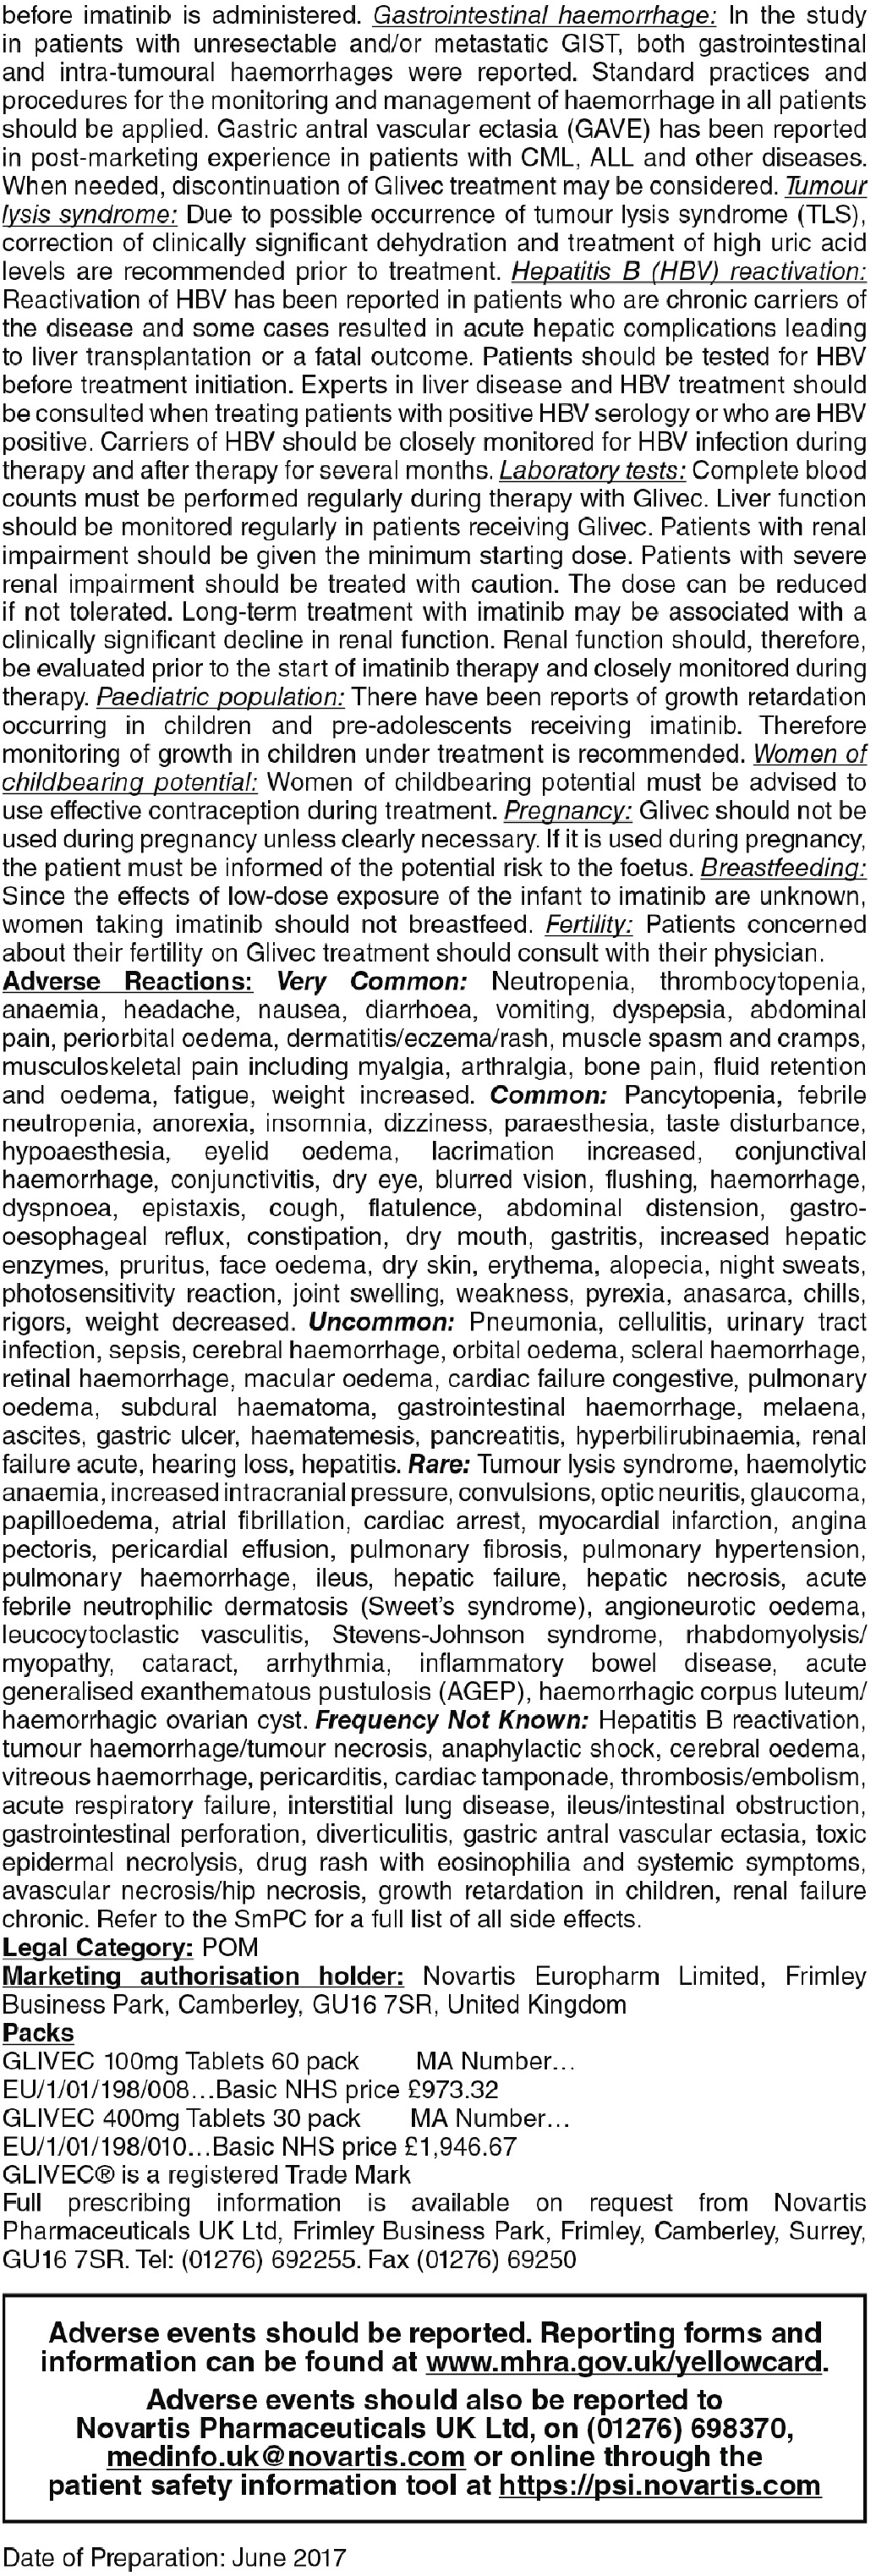 before imatinib is administered. Gastrointestinal haemorrhage: In the study
in patients with unresectable and/or metastatic GIST, both gastrointestinal
and intra-tumoural haemorrhages were reported. Standard practices and
procedures for the monitoring and management of haemorrhage in all patients
should be applied. Gastric antral vascular ectasia (GAVE) has been reported
in post-marketing experience in patients with CML, ALL and other diseases.
When needed, discontinuation of Glivec treatment may be considered. Tumour
lysis syndrome: Due to possible occurrence of tumour lysis syndrome (TLS),
correction of clinically significant dehydration and treatment of high uric acid
levels are recommended prior to treatment. Hepatitis B (HBV) reactivation:
Reactivation of HBV has been reported in patients who are chronic carriers of
the disease and some cases resulted in acute hepatic complications leading
to liver transplantation or a fatal outcome. Patients should be tested for HBV
before treatment initiation. Experts in liver disease and HBV treatment should
be consulted when treating patients with positive HBV serology or who are HBV
positive. Carriers of HBV should be closely monitored for HBV infection during
therapy and after therapy for several months. Laboratory tests: Complete blood
counts must be performed regularly during therapy with Glivec. Liver function
should be monitored regularly in patients receiving Glivec. Patients with renal
impairment should be given the minimum starting dose. Patients with severe
renal impairment should be treated with caution. The dose can be reduced
if not tolerated. Long-term treatment with imatinib may be associated with a
clinically significant decline in renal function. Renal function should, therefore,
be evaluated prior to the start of imatinib therapy and closely monitored during
therapy. Paediatric population: There have been reports of growth retardation
occurring in children and pre-adolescents receiving imatinib. Therefore
monitoring of growth in children under treatment is recommended. Women of
childbearing potential: Women of childbearing potential must be advised to
use effective contraception during treatment. Pregnancy: Glivec should not be
used during pregnancy unless clearly necessary. If it is used during pregnancy,
the patient must be informed of the potential risk to the foetus. Breastfeeding:
Since the effects of low-dose exposure of the infant to imatinib are unknown,
women taking imatinib should not breastfeed. Fertility: Patients concerned
about their fertility on Glivec treatment should consult with their physician.
Adverse Reactions: Very Common: Neutropenia, thrombocytopenia,
anaemia, headache, nausea, diarrhoea, vomiting, dyspepsia, abdominal
pain, periorbital oedema, dermatitis/eczema/rash, muscle spasm and cramps,
musculoskeletal pain including myalgia, arthralgia, bone pain, fluid retention
and oedema, fatigue, weight increased. Common: Pancytopenia, febrile
neutropenia, anorexia, insomnia, dizziness, paraesthesia, taste disturbance,
hypoaesthesia, eyelid oedema, lacrimation increased, conjunctival
haemorrhage, conjunctivitis, dry eye, blurred vision, flushing, haemorrhage,
dyspnoea, epistaxis, cough, flatulence, abdominal distension, gastro-
oesophageal reflux, constipation, dry mouth, gastritis, increased hepatic
enzymes, pruritus, face oedema, dry skin, erythema, alopecia, night sweats,
photosensitivity reaction, joint swelling, weakness, pyrexia, anasarca, chills,
rigors, weight decreased. Uncommon: Pneumonia, cellulitis, urinary tract
infection, sepsis, cerebral haemorrhage, orbital oedema, scleral haemorrhage,
retinal haemorrhage, macular oedema, cardiac failure congestive, pulmonary
oedema, subdural haematoma, gastrointestinal haemorrhage, melaena,
ascites, gastric ulcer, haematemesis, pancreatitis, hyperbilirubinaemia, renal
failure acute, hearing loss, hepatitis. Rare: Tumour lysis syndrome, haemolytic
anaemia, increased intracranial pressure, convulsions, optic neuritis, glaucoma,
papilloedema, atrial fibrillation, cardiac arrest, myocardial infarction, angina
pectoris, pericardial effusion, pulmonary fibrosis, pulmonary hypertension,
pulmonary haemorrhage, ileus, hepatic failure, hepatic necrosis, acute
febrile neutrophilic dermatosis (Sweet's syndrome), angioneurotic oedema,
leucocytoclastic vasculitis, Stevens-Johnson syndrome, rhabdomyolysis/
myopathy, cataract, arrhythmia, inflammatory bowel disease, acute
generalised exanthematous pustulosis (AGEP), haemorrhagic corpus luteum/
haemorrhagic ovarian cyst. Frequency Not Known: Hepatitis B reactivation,
tumour haemorrhage/tumour necrosis, anaphylactic shock, cerebral oedema,
vitreous haemorrhage, pericarditis, cardiac tamponade, thrombosis/embolism,
acute respiratory failure, interstitial lung disease, ileus/intestinal obstruction,
gastrointestinal perforation, diverticulitis, gastric antral vascular ectasia, toxic
epidermal necrolysis, drug rash with eosinophilia and systemic symptoms,
avascular necrosis/hip necrosis, growth retardation in children, renal failure
chronic. Refer to the SmPC for a full list of all side effects.
Legal Category: POM
Marketing authorisation holder: Novartis Europharm Limited, Frimley
Business Park, Camberley, GU16 7SR, United Kingdom
Packs
GLIVEC 100mg Tablets 60 pack MA Number…
EU/1/01/198/008…Basic NHS price £973.32
GLIVEC 400mg Tablets 30 pack MA Number…
EU/1/01/198/010…Basic NHS price £1,946.67
GLIVEC® is a registered Trade Mark
Full prescribing information is available on request from Novartis
Pharmaceuticals UK Ltd, Frimley Business Park, Frimley, Camberley, Surrey,
GU16 7SR. Tel: (01276) 692255. Fax (01276) 69250
Adverse events should be reported. Reporting forms and
information can be found at www.mhra.gov.uk/yellowcard.
Adverse events should also be reported to
Novartis Pharmaceuticals UK Ltd, on (01276) 698370,
medinfo.uk@novartis.com or online through the
patient safety information tool at https://psi.novartis.com
Date of Preparation: June 2017